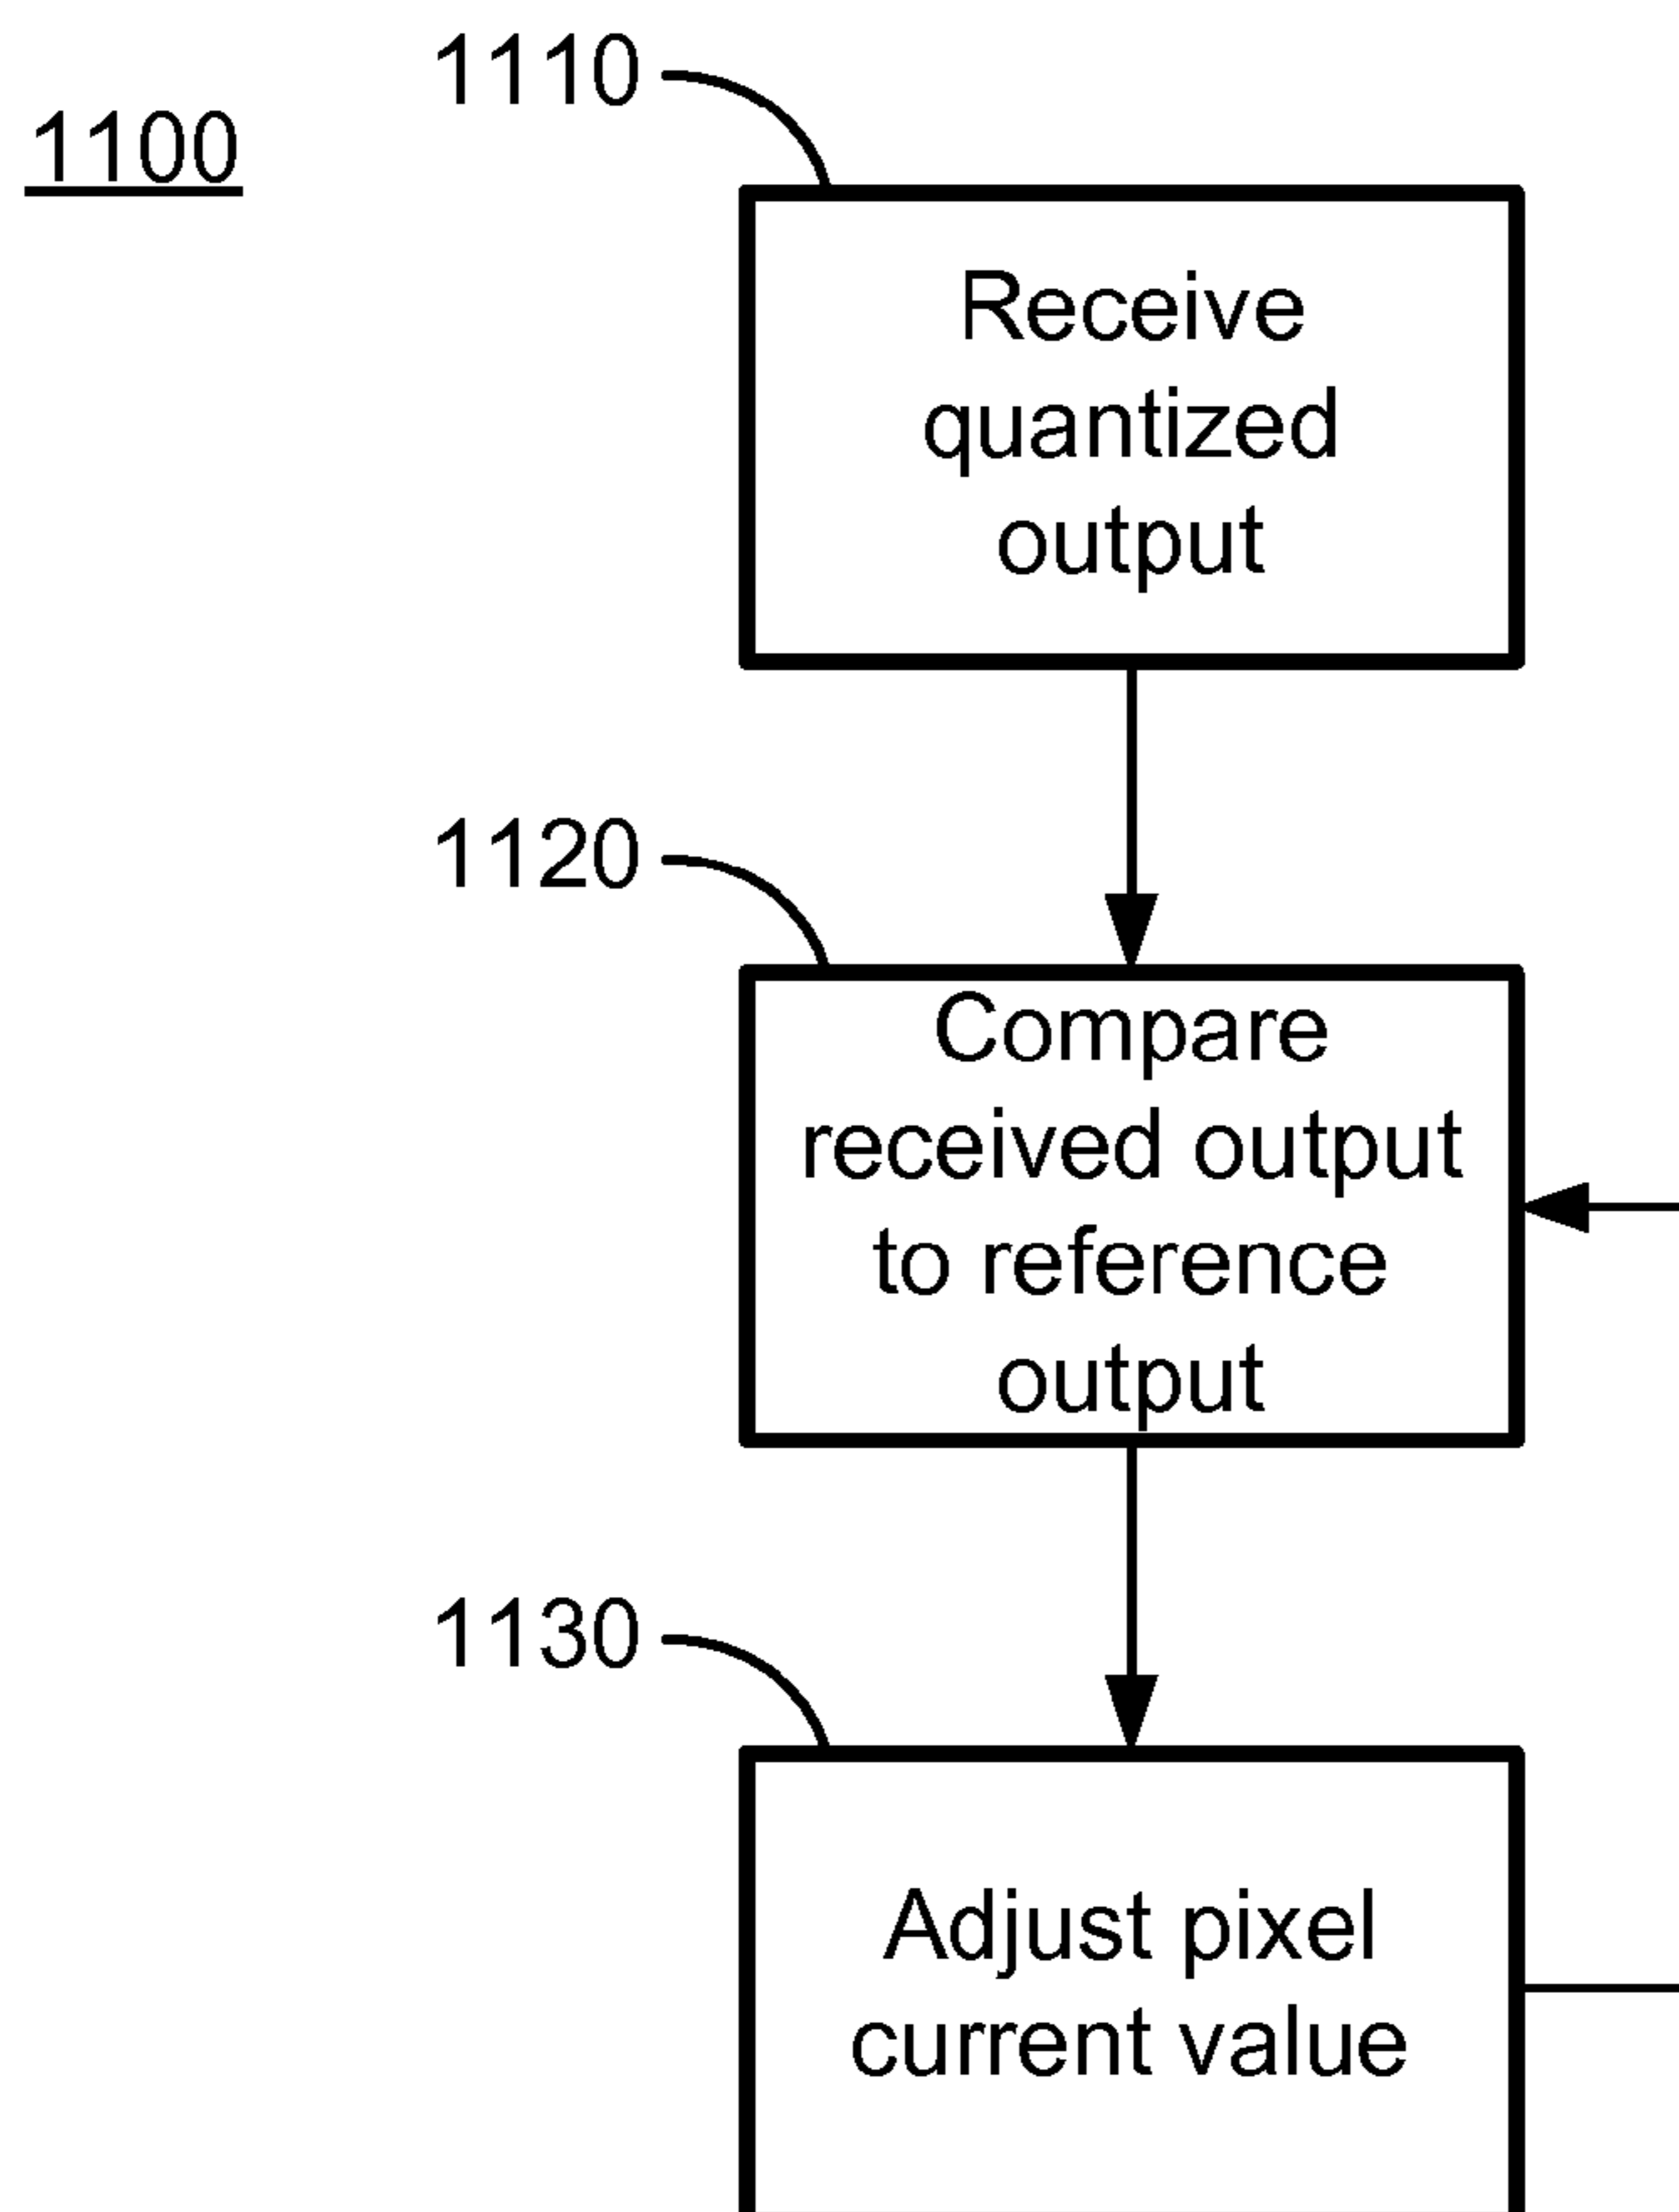 1100
1110
Receive
quantized
output
1120
Compare
received output
to reference
output
1130
Adjust pixel
current value